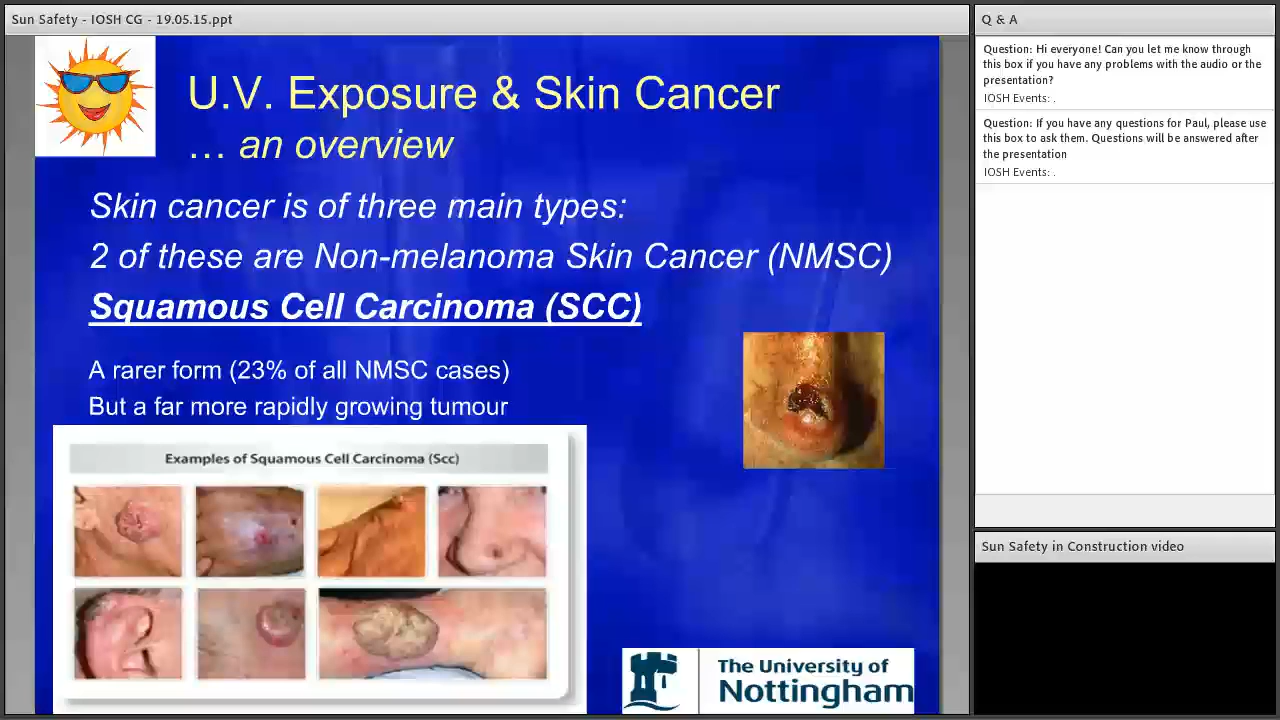 Sun Safety - IOSH CG - 19.05.15.ppt
U.V. Exposure & Skin Cancer
... an overview
Skin cancer is of three main types:
2 of these are Non-melanoma Skin Cancer (NMSC)
Squamous Cell Carcinoma (SCC)
A rarer form (23% of all NMSC cases)
But a far more rapidly growing tumour
Examples of Squamous Cell Carcinoma (Scc)
The University of
Nottingham
Q & A
Question: Hi everyone! Can you let me know through
this box if you have any problems with the audio or the
presentation?
IOSH Events: .
Question: If you have any questions for Paul, please use
this box to ask them. Questions will be answered after
the presentation
IOSH Events: .
Sun Safety in Construction video